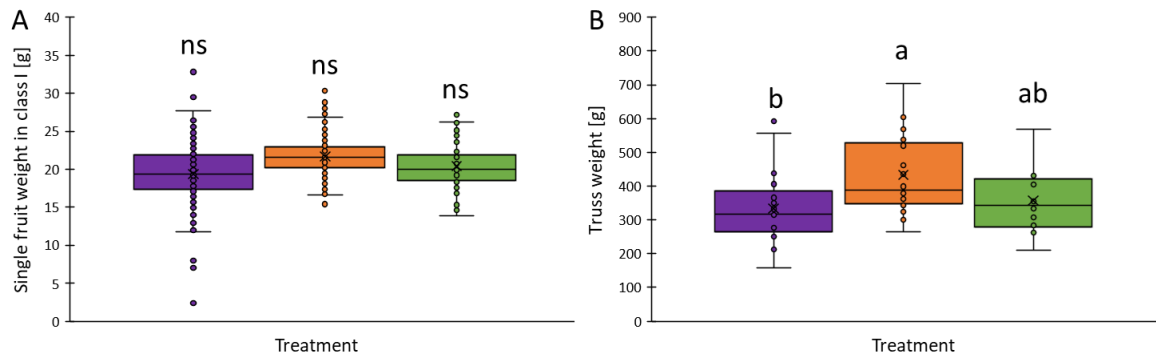 A
Single fruit weight in class I [g]
40
35
30
25
20
15
10
5
0
ns
ns
ns
Treatment
B
Truss weight [g]
900
800
700
600
500
400
300
200
100
0
b
a
ab
Treatment